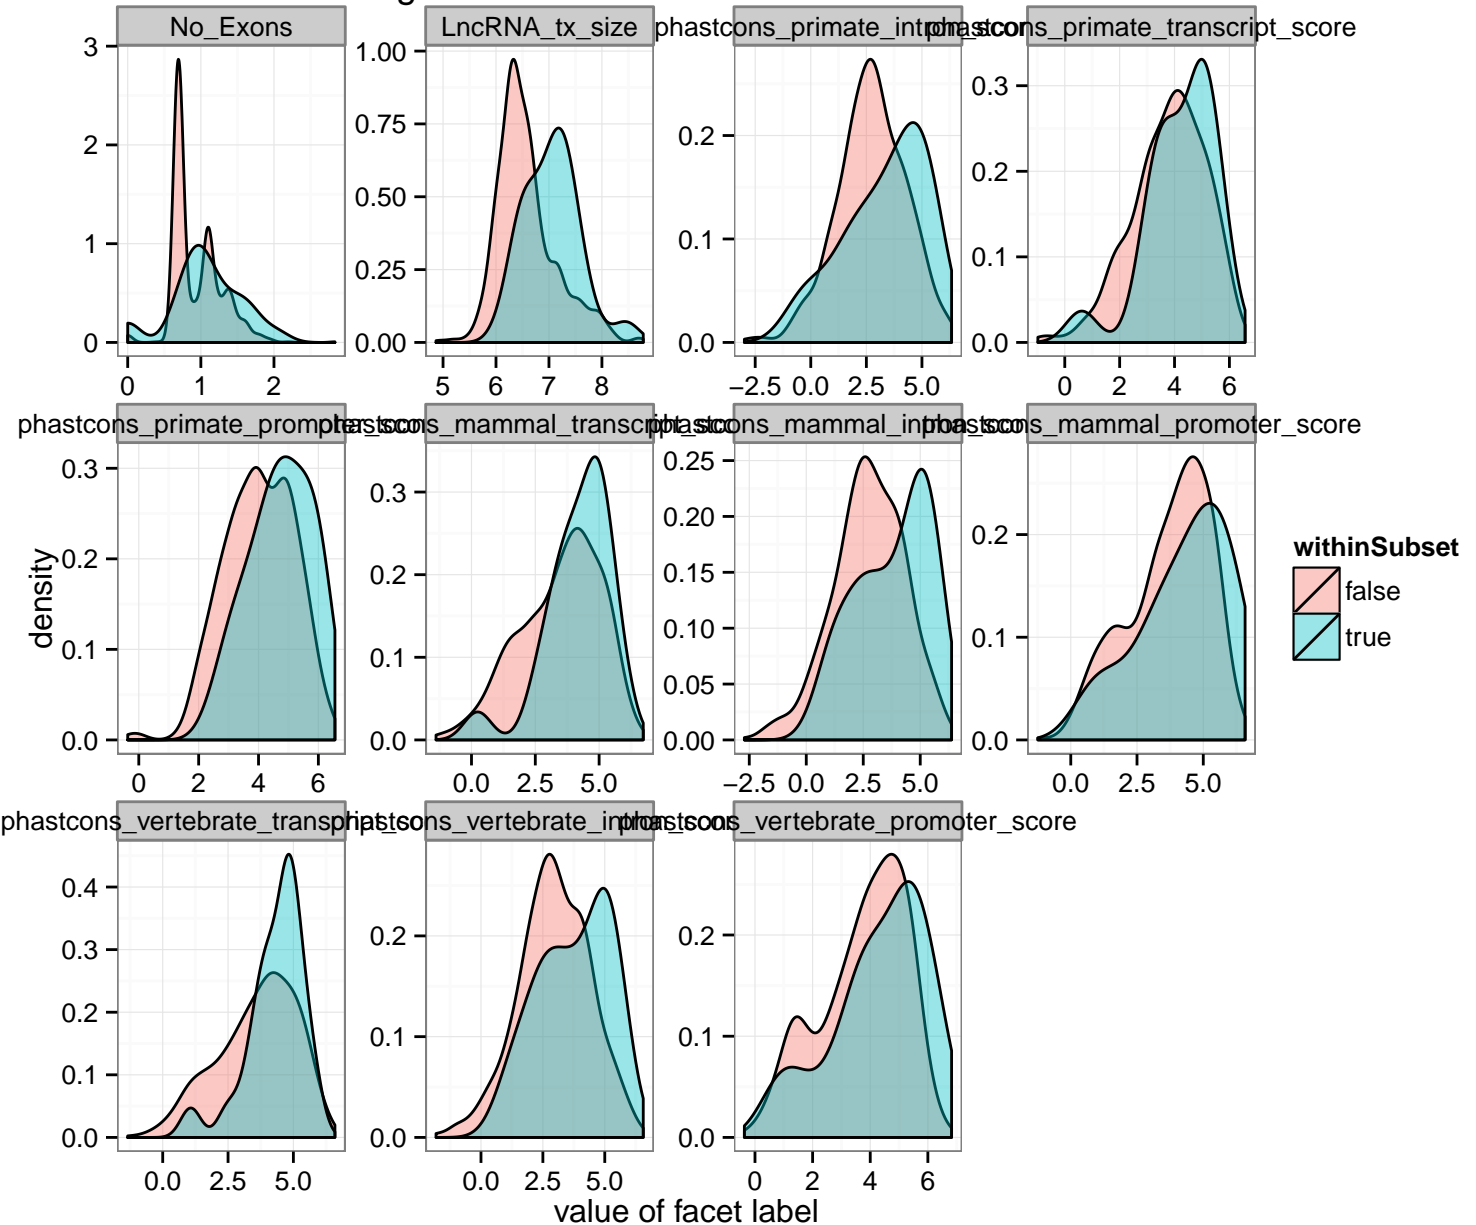 g
No_Exons LncRNA_tx_size phastcons_primate_intron_score phastcons_primate_transcript_score
3 1.00
2 0.75 0.2 0.3
1 0.50 0.1 0.2
0 0.25 0.0 0.1
0.00 0.0
0 1 2 5 6 7 8 −2.5 0.0 2.5 5.0 0 2 4 6
phastcons_primate_promoter_score phastcons_mammal_transcript_score phastcons_mammal_intron_score phastcons_mammal_promoter_score
0.3 0.3 0.25 0.2
0.2 0.2 0.20 0.1
0.1 0.1 0.15 0.0
0.0 0.0 0.10
0.05
0.00
0 2 4 6 0.0 2.5 5.0 −2.5 0.0 2.5 5.0 0.0 2.5 5.0
phastcons_vertebrate_transcript_score phastcons_vertebrate_intron_score phastcons_vertebrate_promoter_score
0.4 0.2 0.2
0.3 0.1 0.1
0.2 0.0 0.0
0.1
0.0
0.0 2.5 5.0 0.0 2.5 5.0 0 2 4 6
density
value of facet label
withinSubset
false
true